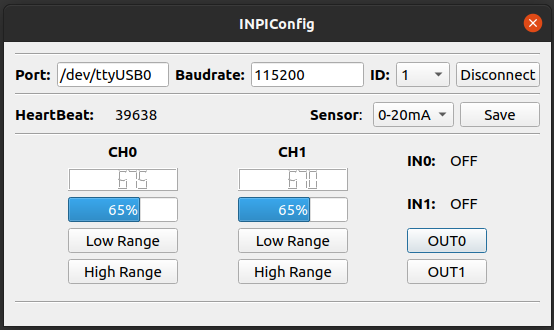 INPIConfig
Port: /dev/ttyUSB0 Baudrate: 115200 ID: 1 Disconnect
HeartBeat: 39638 Sensor: 0-20mA Save
CH0 CH1
IN0: OFF
675 670
65% 65%
IN1: OFF
Low Range Low Range OUT0
High Range High Range OUT1